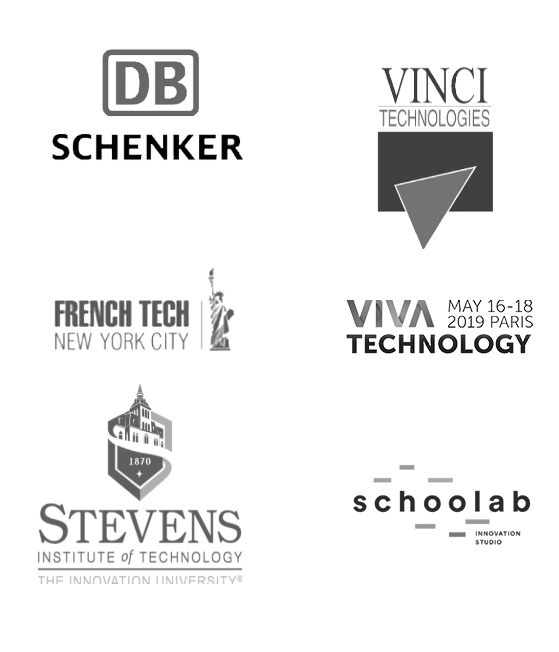 DB
SCHENKER
VINCI
TECHNOLOGIES
FRENCH TECH
NEW YORK CITY
VIVA MAY 16-18
2019 PARIS
TECHNOLOGY
1870
STEVENS
INSTITUTE of TECHNOLOGY
THE INNOVATION UNIVERSITY®
schoolab
INNOVATION
STUDIO